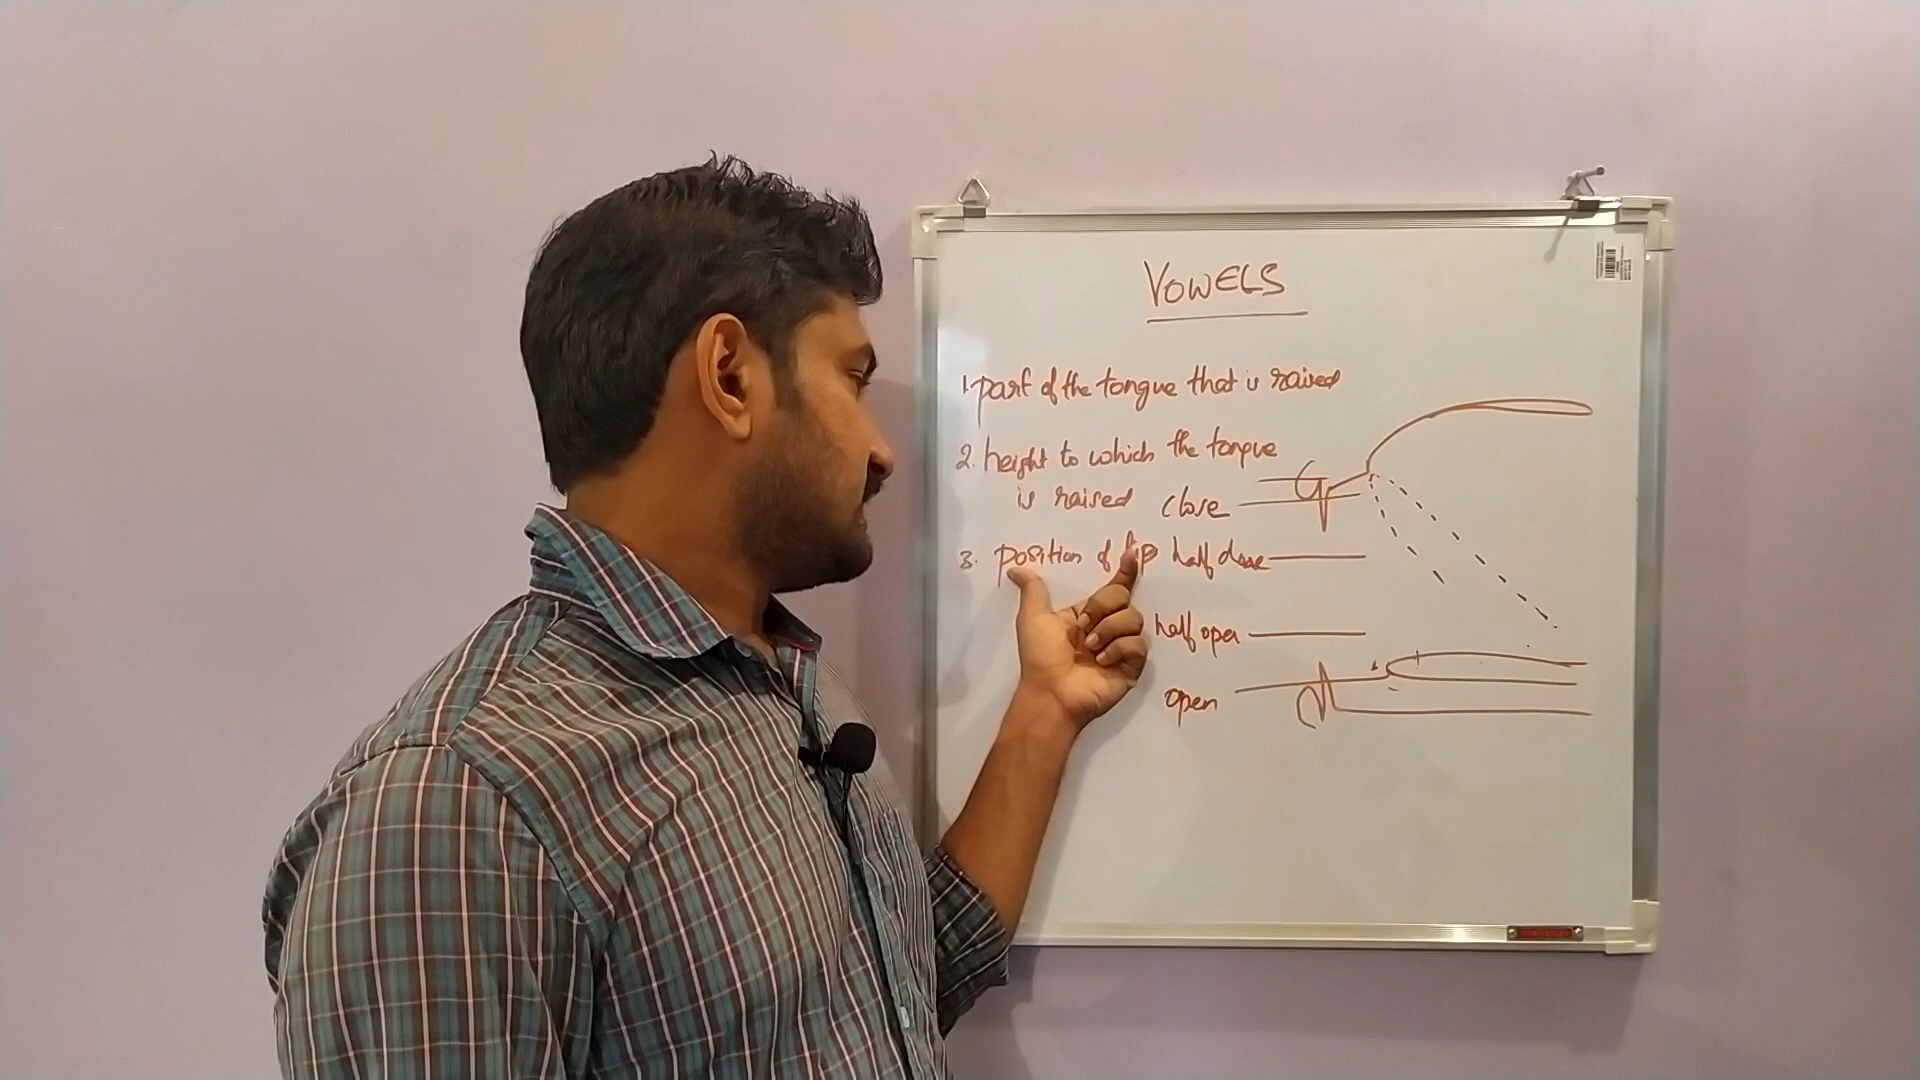 VOWELS
1. part of the tongue that is raised
2. height to which the tongue
is raised
close
3. position of lip
half close
half open
open